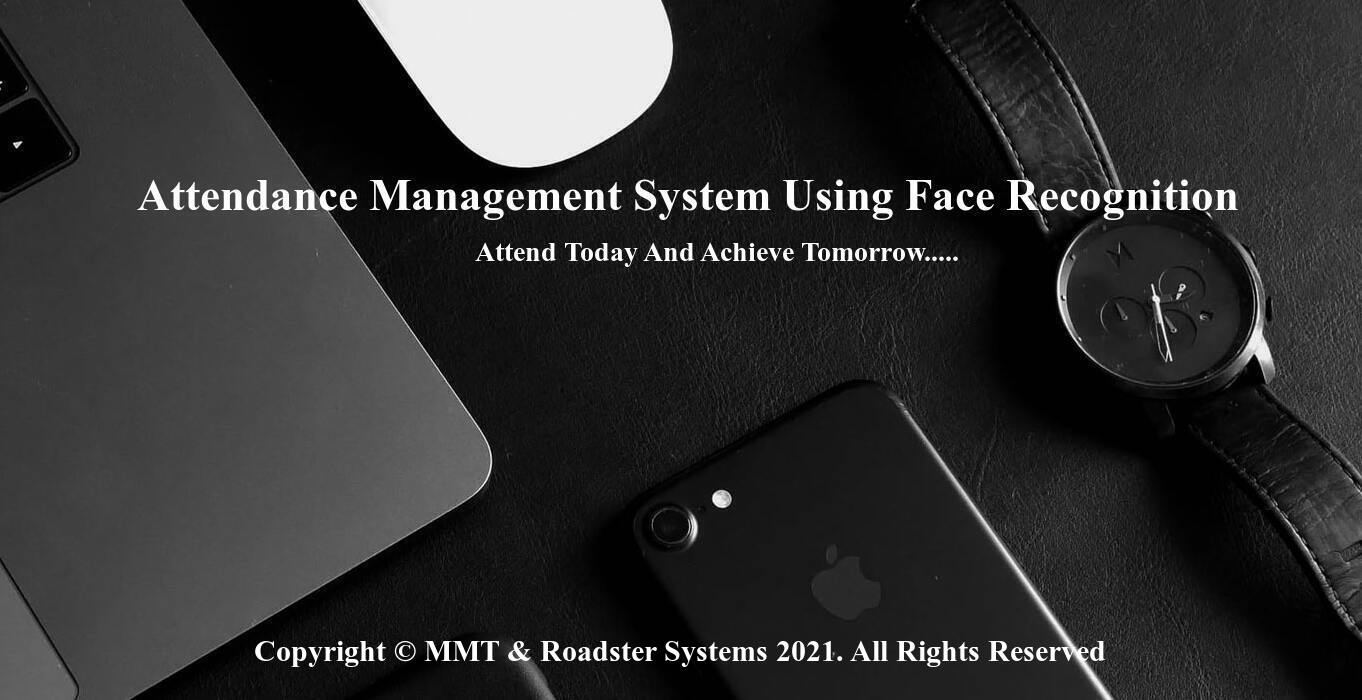 Attendance Management System Using Face Recognition
Attend Today And Achieve Tomorrow.....
Copyright © MMT & Roadster Systems 2021. All Rights Reserved